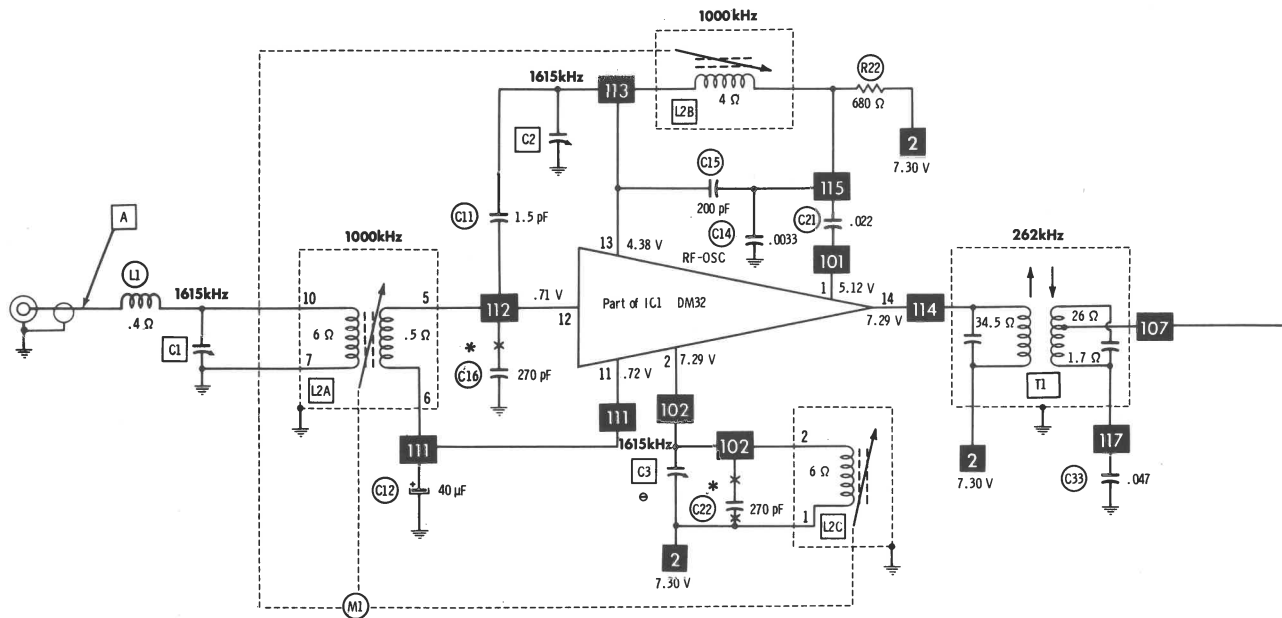 1000kHz
1615kHz
113
L2B
4 Ω
R22
680 Ω
2
7.30 V
C2
C15
200 pF
115
C14
.0033
C21
.022
101
C11
1.5 pF
A
1000kHz
L1
.4 Ω
1615kHz
C1
10
6 Ω
7
L2A
5
.5 Ω
6
112
.71 V
12
*
C16
270 pF
13
4.38 V
RF-OSC
Part of IC1 DM32
1
5.12 V
14
7.29 V
114
2
7.29 V
11
.72 V
111
111
C12
+
40 µF
102
1615kHz
C3
⊖
102
*
C22
270 pF
2
6 Ω
1
L2C
2
7.30 V
262kHz
34.5 Ω
26 Ω
1.7 Ω
T1
107
2
7.30 V
117
C33
.047
M1